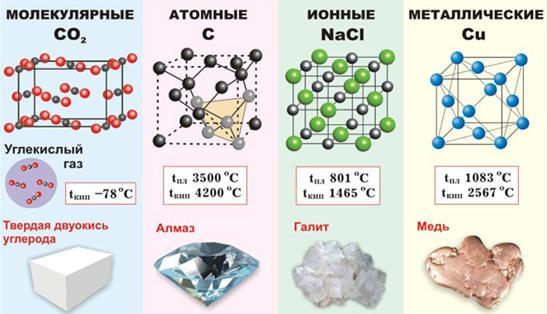 МОЛЕКУЛЯРНЫЕ
CO₂
Углекислый
газ
tкип –78 °C
Твердая двуокись
углерода
АТОМНЫЕ
C
tпл 3500 °C
tкип 4200 °C
Алмаз
ИОННЫЕ
NaCl
tпл 801 °C
tкип 1465 °C
Галит
МЕТАЛЛИЧЕСКИЕ
Cu
tпл 1083 °C
tкип 2567 °C
Медь